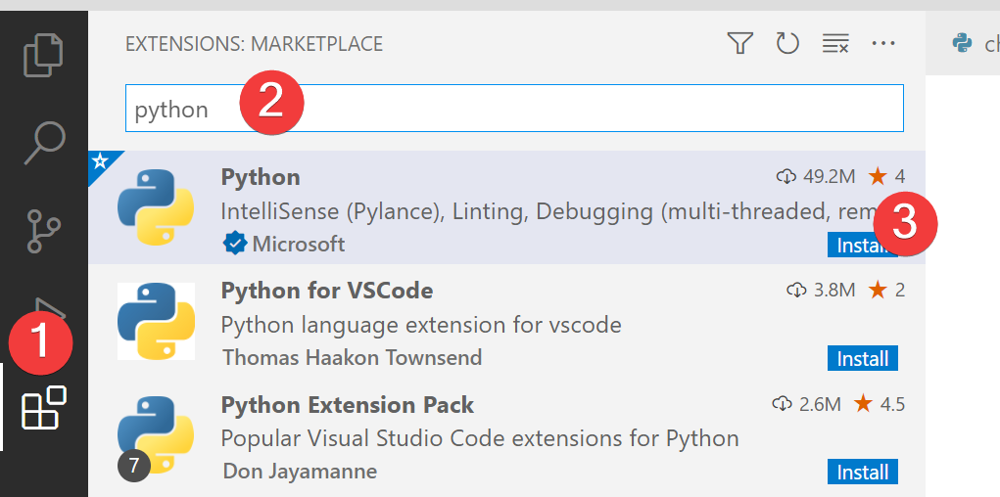 EXTENSIONS: MARKETPLACE
python
2
Python 49.2M 4
IntelliSense (Pylance), Linting, Debugging (multi-threaded, rem
3
Microsoft Install
Python for VSCode 3.8M 2
Python language extension for vscode
1
Thomas Haakon Townsend Install
Python Extension Pack 2.6M 4.5
Popular Visual Studio Code extensions for Python
7
Don Jayamanne Install